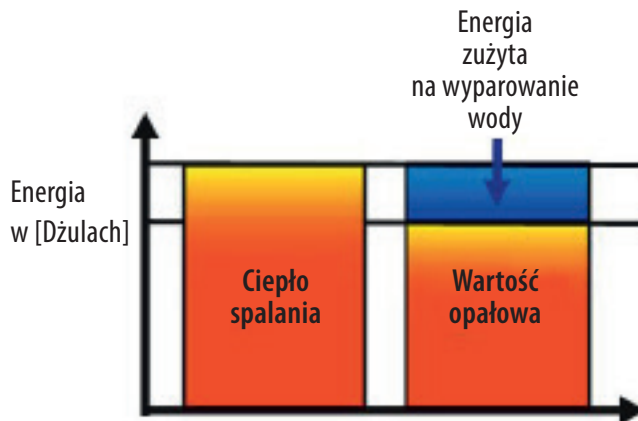 Energia
zużyta
na wyparowanie
wody
Energia
w [Dżulach]
Ciepło
spalania
Wartość
opałowa